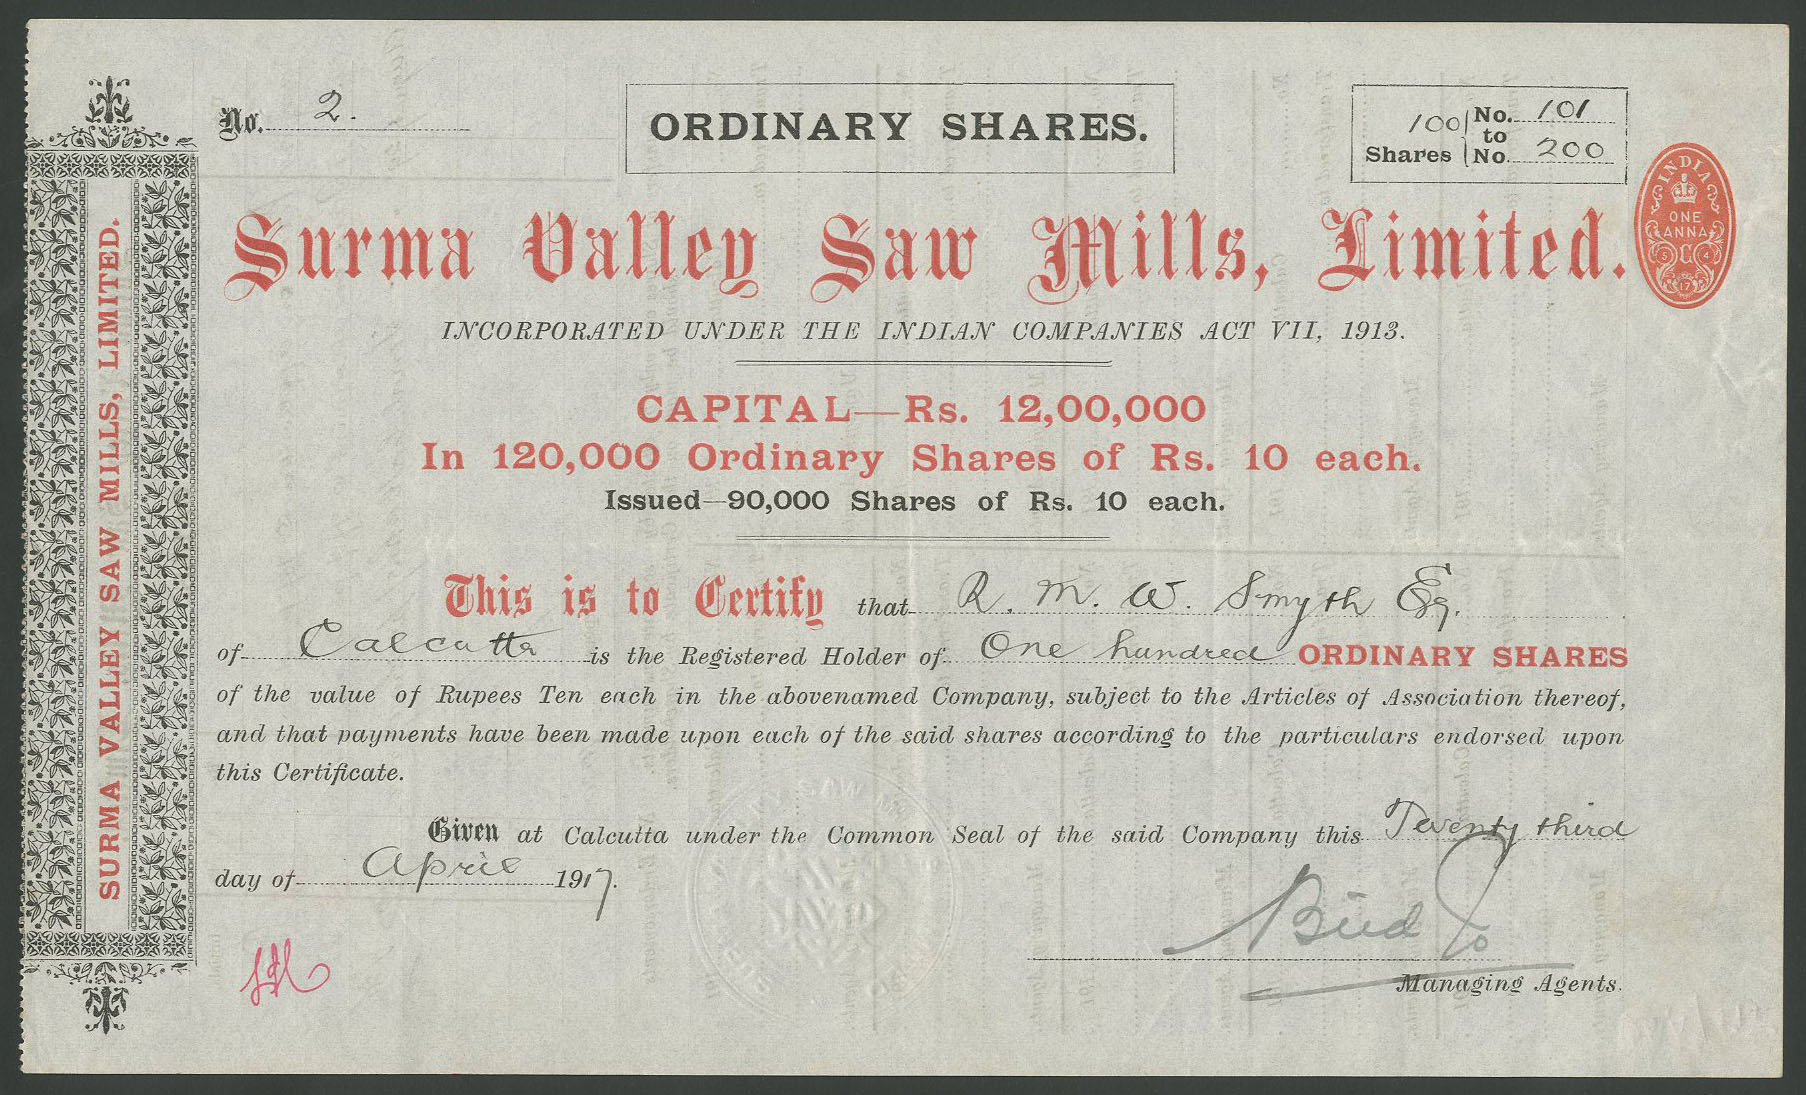 No. 2.
ORDINARY SHARES.
100 Shares No. 101 to No. 200
INDIA
ONE ANNA
C
5 4
17
Surma Valley Saw Mills, Limited.
INCORPORATED UNDER THE INDIAN COMPANIES ACT VII, 1913.
CAPITAL—Rs. 12,00,000
In 120,000 Ordinary Shares of Rs. 10 each.
Issued—90,000 Shares of Rs. 10 each.
This is to Certify that R. M. W. Smyth Esq.
of Calcutta is the Registered Holder of One hundred ORDINARY SHARES
of the value of Rupees Ten each in the abovenamed Company, subject to the Articles of Association thereof,
and that payments have been made upon each of the said shares according to the particulars endorsed upon
this Certificate.
Given at Calcutta under the Common Seal of the said Company this Twenty third
day of April 1917.
Bird & Co
Managing Agents.
SURMA VALLEY SAW MILLS, LIMITED.